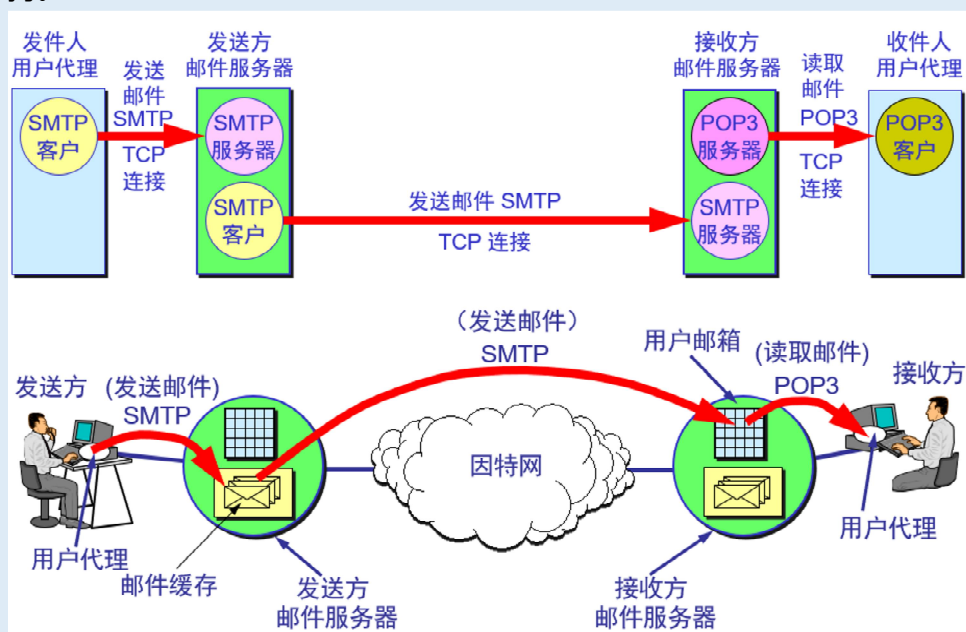 发件人
用户代理
发送
邮件
SMTP
TCP
连接
发送方
邮件服务器
接收方
邮件服务器
读取
邮件
POP3
TCP
连接
收件人
用户代理
SMTP
客户
SMTP
服务器
SMTP
客户
发送邮件 SMTP
TCP 连接
POP3
服务器
SMTP
服务器
POP3
客户
（发送邮件）
SMTP
用户邮箱
(读取邮件)
POP3
发送方
(发送邮件)
SMTP
接收方
因特网
用户代理
邮件缓存
发送方
邮件服务器
接收方
邮件服务器
用户代理